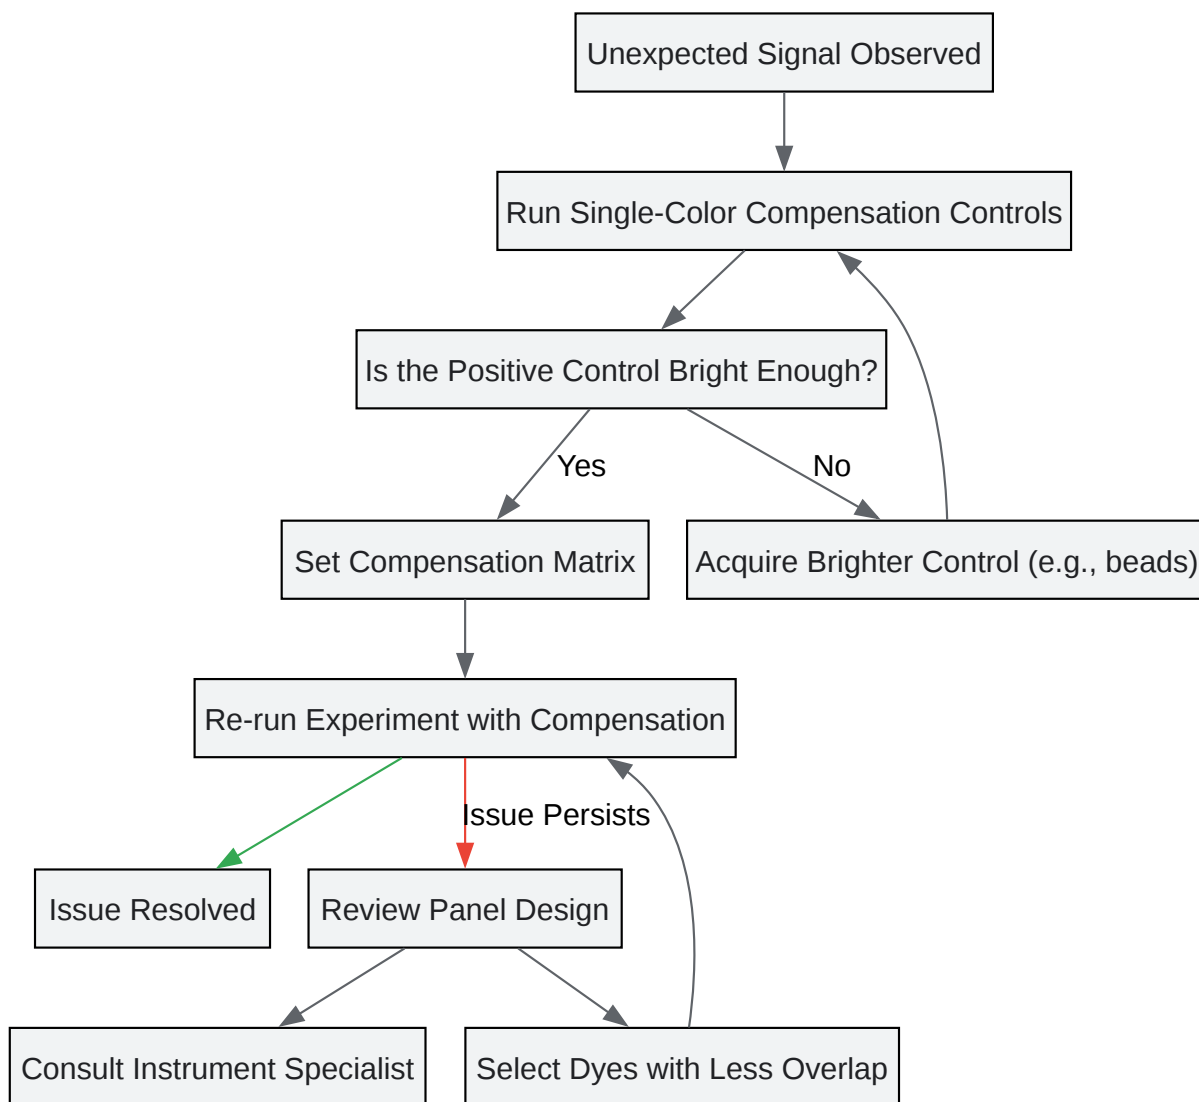 Unexpected Signal Observed
Run Single-Color Compensation Controls
Is the Positive Control Bright Enough?
Yes
No
Set Compensation Matrix
Acquire Brighter Control (e.g., beads)
Re-run Experiment with Compensation
Issue Persists
Issue Resolved
Review Panel Design
Consult Instrument Specialist
Select Dyes with Less Overlap